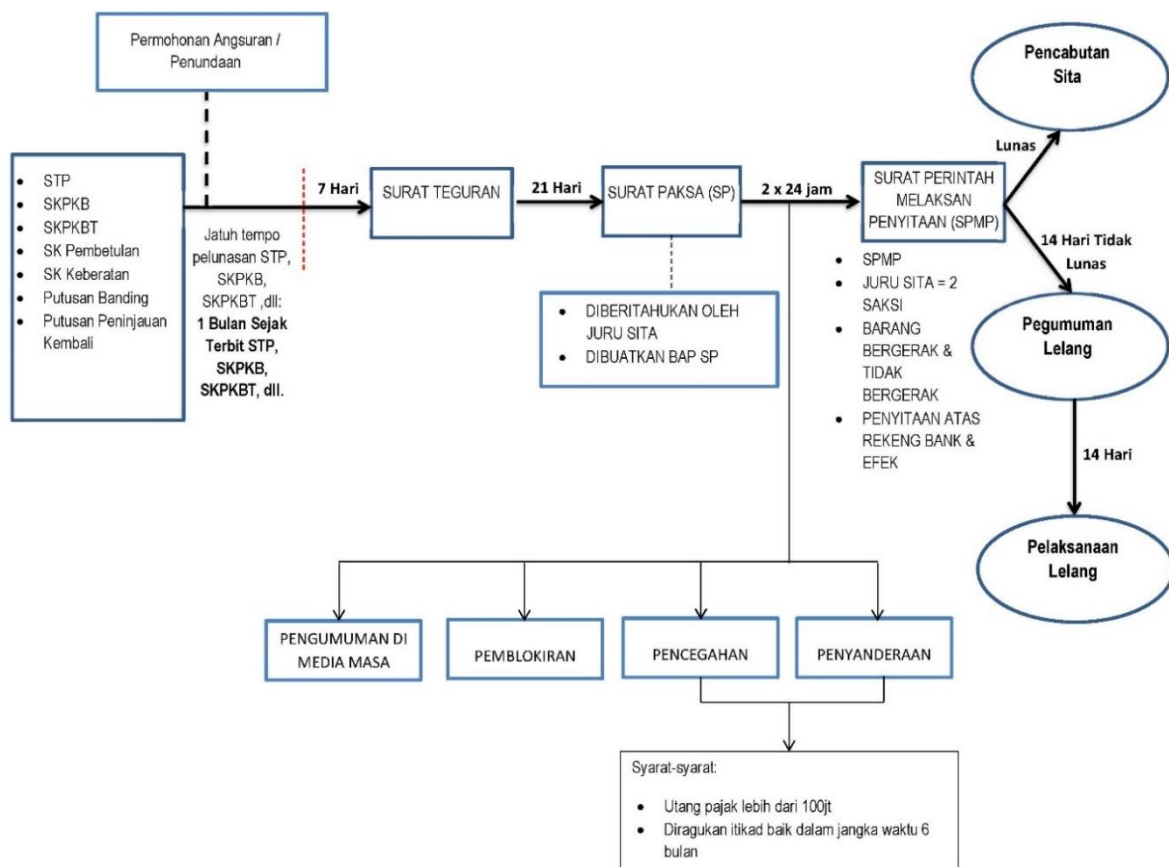 Permohonan Angsuran /
Penundaan
• STP
• SKPKB
• SKPKBT
• SK Pembetulan
• SK Keberatan
• Putusan Banding
• Putusan Peninjauan
Kembali
Jatuh tempo
pelunasan STP,
SKPKB,
SKPKBT ,dll:
1 Bulan Sejak
Terbit STP,
SKPKB,
SKPKBT, dll.
7 Hari
SURAT TEGURAN
21 Hari
SURAT PAKSA (SP)
• DIBERITAHUKAN OLEH
JURU SITA
• DIBUATKAN BAP SP
2 x 24 jam
SURAT PERINTAH
MELAKSAN
PENYITAAN (SPMP)
• SPMP
• JURU SITA = 2
SAKSI
• BARANG
BERGERAK &
TIDAK
BERGERAK
• PENYITAAN ATAS
REKENG BANK &
EFEK
Lunas
Pencabutan
Sita
14 Hari Tidak
Lunas
Pegumuman
Lelang
14 Hari
Pelaksanaan
Lelang
PENGUMUMAN DI
MEDIA MASA
PEMBLOKIRAN
PENCEGAHAN
PENYANDERAAN
Syarat-syarat:
• Utang pajak lebih dari 100jt
• Diragukan itikad baik dalam jangka waktu 6
bulan